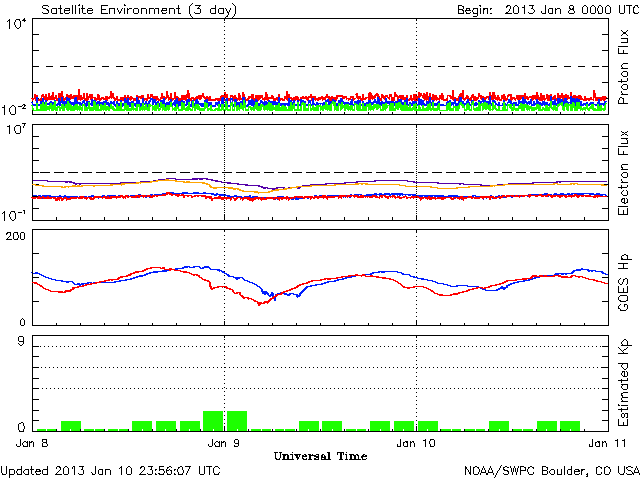 Satellite Environment (3 day)
Begin: 2013 Jan 8 0000 UTC
10⁴
10⁻²
Proton Flux
10⁷
10⁻¹
Electron Flux
200
0
GOES Hp
9
0
Estimated Kp
Jan 8
Jan 9
Jan 10
Jan 11
Universal Time
Updated 2013 Jan 10 23:56:07 UTC
NOAA/SWPC Boulder, CO USA